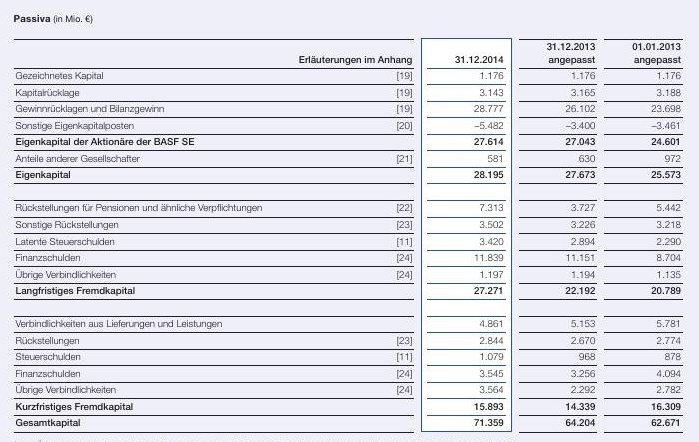 Passiva (in Mio. €)
31.12.2013 01.01.2013
Erläuterungen im Anhang 31.12.2014 angepasst angepasst
Gezeichnetes Kapital [19] 1.176 1.176 1.176
Kapitalrücklage [19] 3.143 3.165 3.188
Gewinnrücklagen und Bilanzgewinn [19] 28.777 26.102 23.698
Sonstige Eigenkapitalposten [20] –5.482 –3.400 –3.461
Eigenkapital der Aktionäre der BASF SE 27.614 27.043 24.601
Anteile anderer Gesellschafter [21] 581 630 972
Eigenkapital 28.195 27.673 25.573
Rückstellungen für Pensionen und ähnliche Verpflichtungen [22] 7.313 3.727 5.442
Sonstige Rückstellungen [23] 3.502 3.226 3.218
Latente Steuerschulden [11] 3.420 2.894 2.290
Finanzschulden [24] 11.839 11.151 8.704
Übrige Verbindlichkeiten [24] 1.197 1.194 1.135
Langfristiges Fremdkapital 27.271 22.192 20.789
Verbindlichkeiten aus Lieferungen und Leistungen 4.861 5.153 5.781
Rückstellungen [23] 2.844 2.670 2.774
Steuerschulden [11] 1.079 968 878
Finanzschulden [24] 3.545 3.256 4.094
Übrige Verbindlichkeiten [24] 3.564 2.292 2.782
Kurzfristiges Fremdkapital 15.893 14.339 16.309
Gesamtkapital 71.359 64.204 62.671